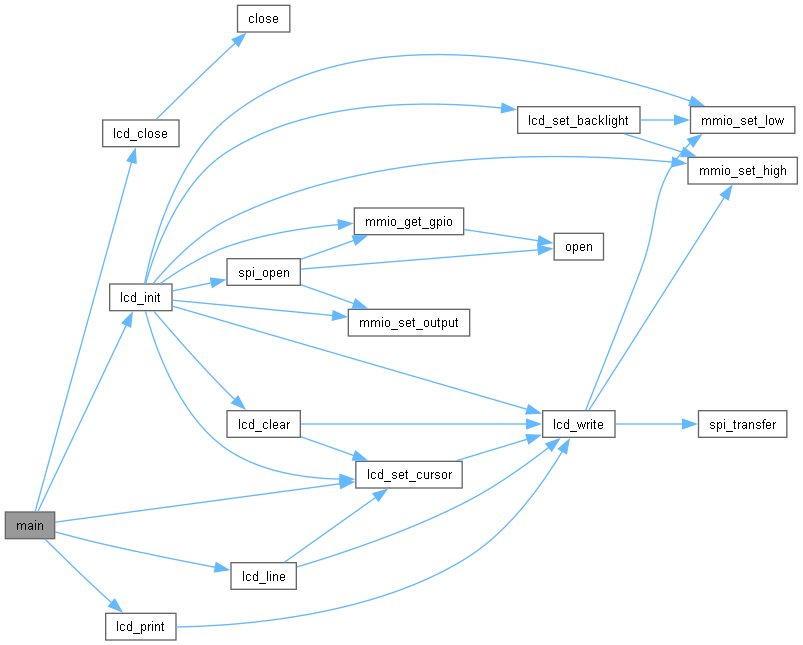 close
mmio_set_low
lcd_set_backlight
lcd_close
mmio_set_high
mmio_get_gpio
open
spi_open
lcd_init
mmio_set_output
lcd_clear
lcd_write
spi_transfer
lcd_set_cursor
main
lcd_line
lcd_print